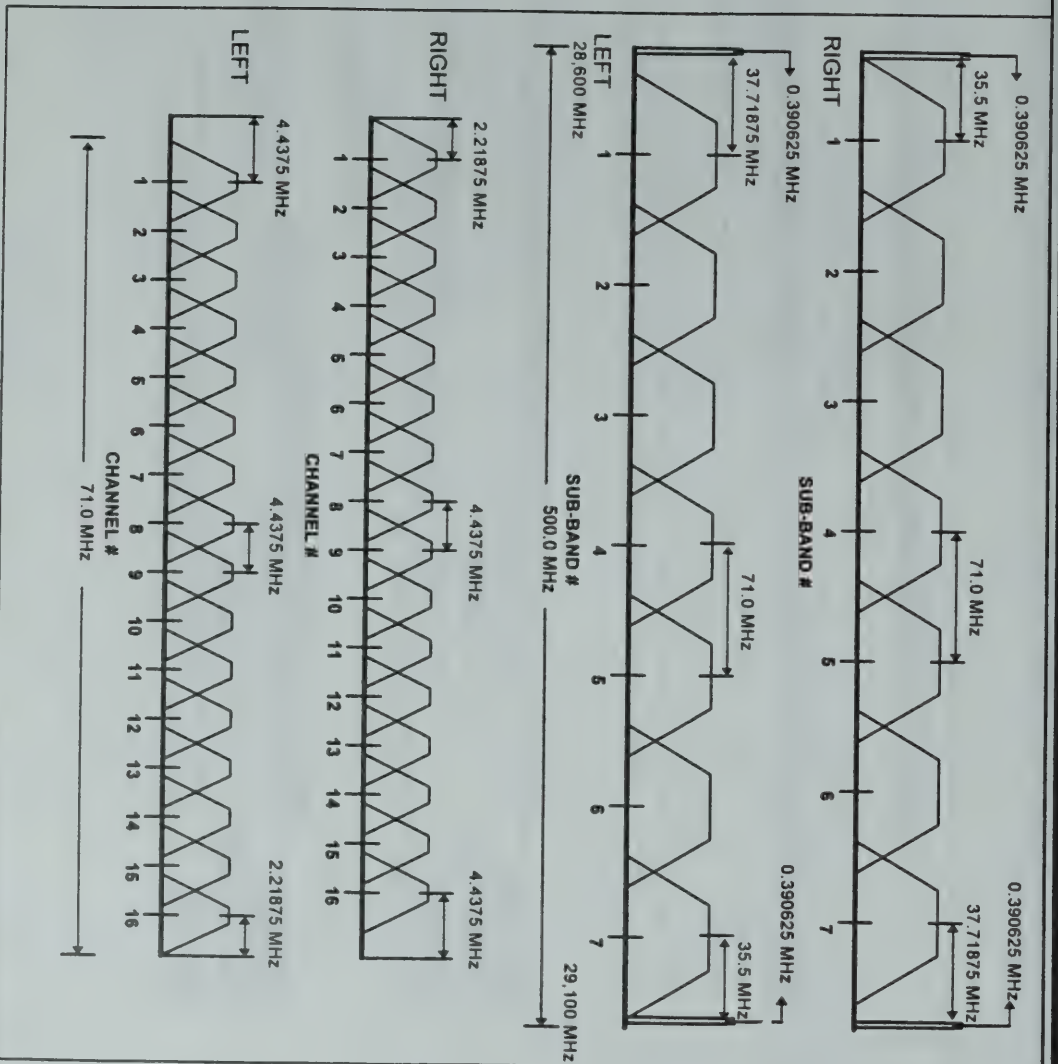 0.390625 MHz
0.390625 MHz
35.5 MHz
71.0 MHz
37.71875 MHz
RIGHT
1 2 3 4 5 6 7
SUB-BAND #
0.390625 MHz
0.390625 MHz
37.71875 MHz
71.0 MHz
35.5 MHz
LEFT
1 2 3 4 5 6 7
SUB-BAND #
28,600 MHz
500.0 MHz
29,100 MHz
2.21875 MHz
4.4375 MHz
4.4375 MHz
RIGHT
1 2 3 4 5 6 7 8 9 10 11 12 13 14 15 16
CHANNEL #
4.4375 MHz
4.4375 MHz
2.21875 MHz
LEFT
1 2 3 4 5 6 7 8 9 10 11 12 13 14 15 16
CHANNEL #
71.0 MHz